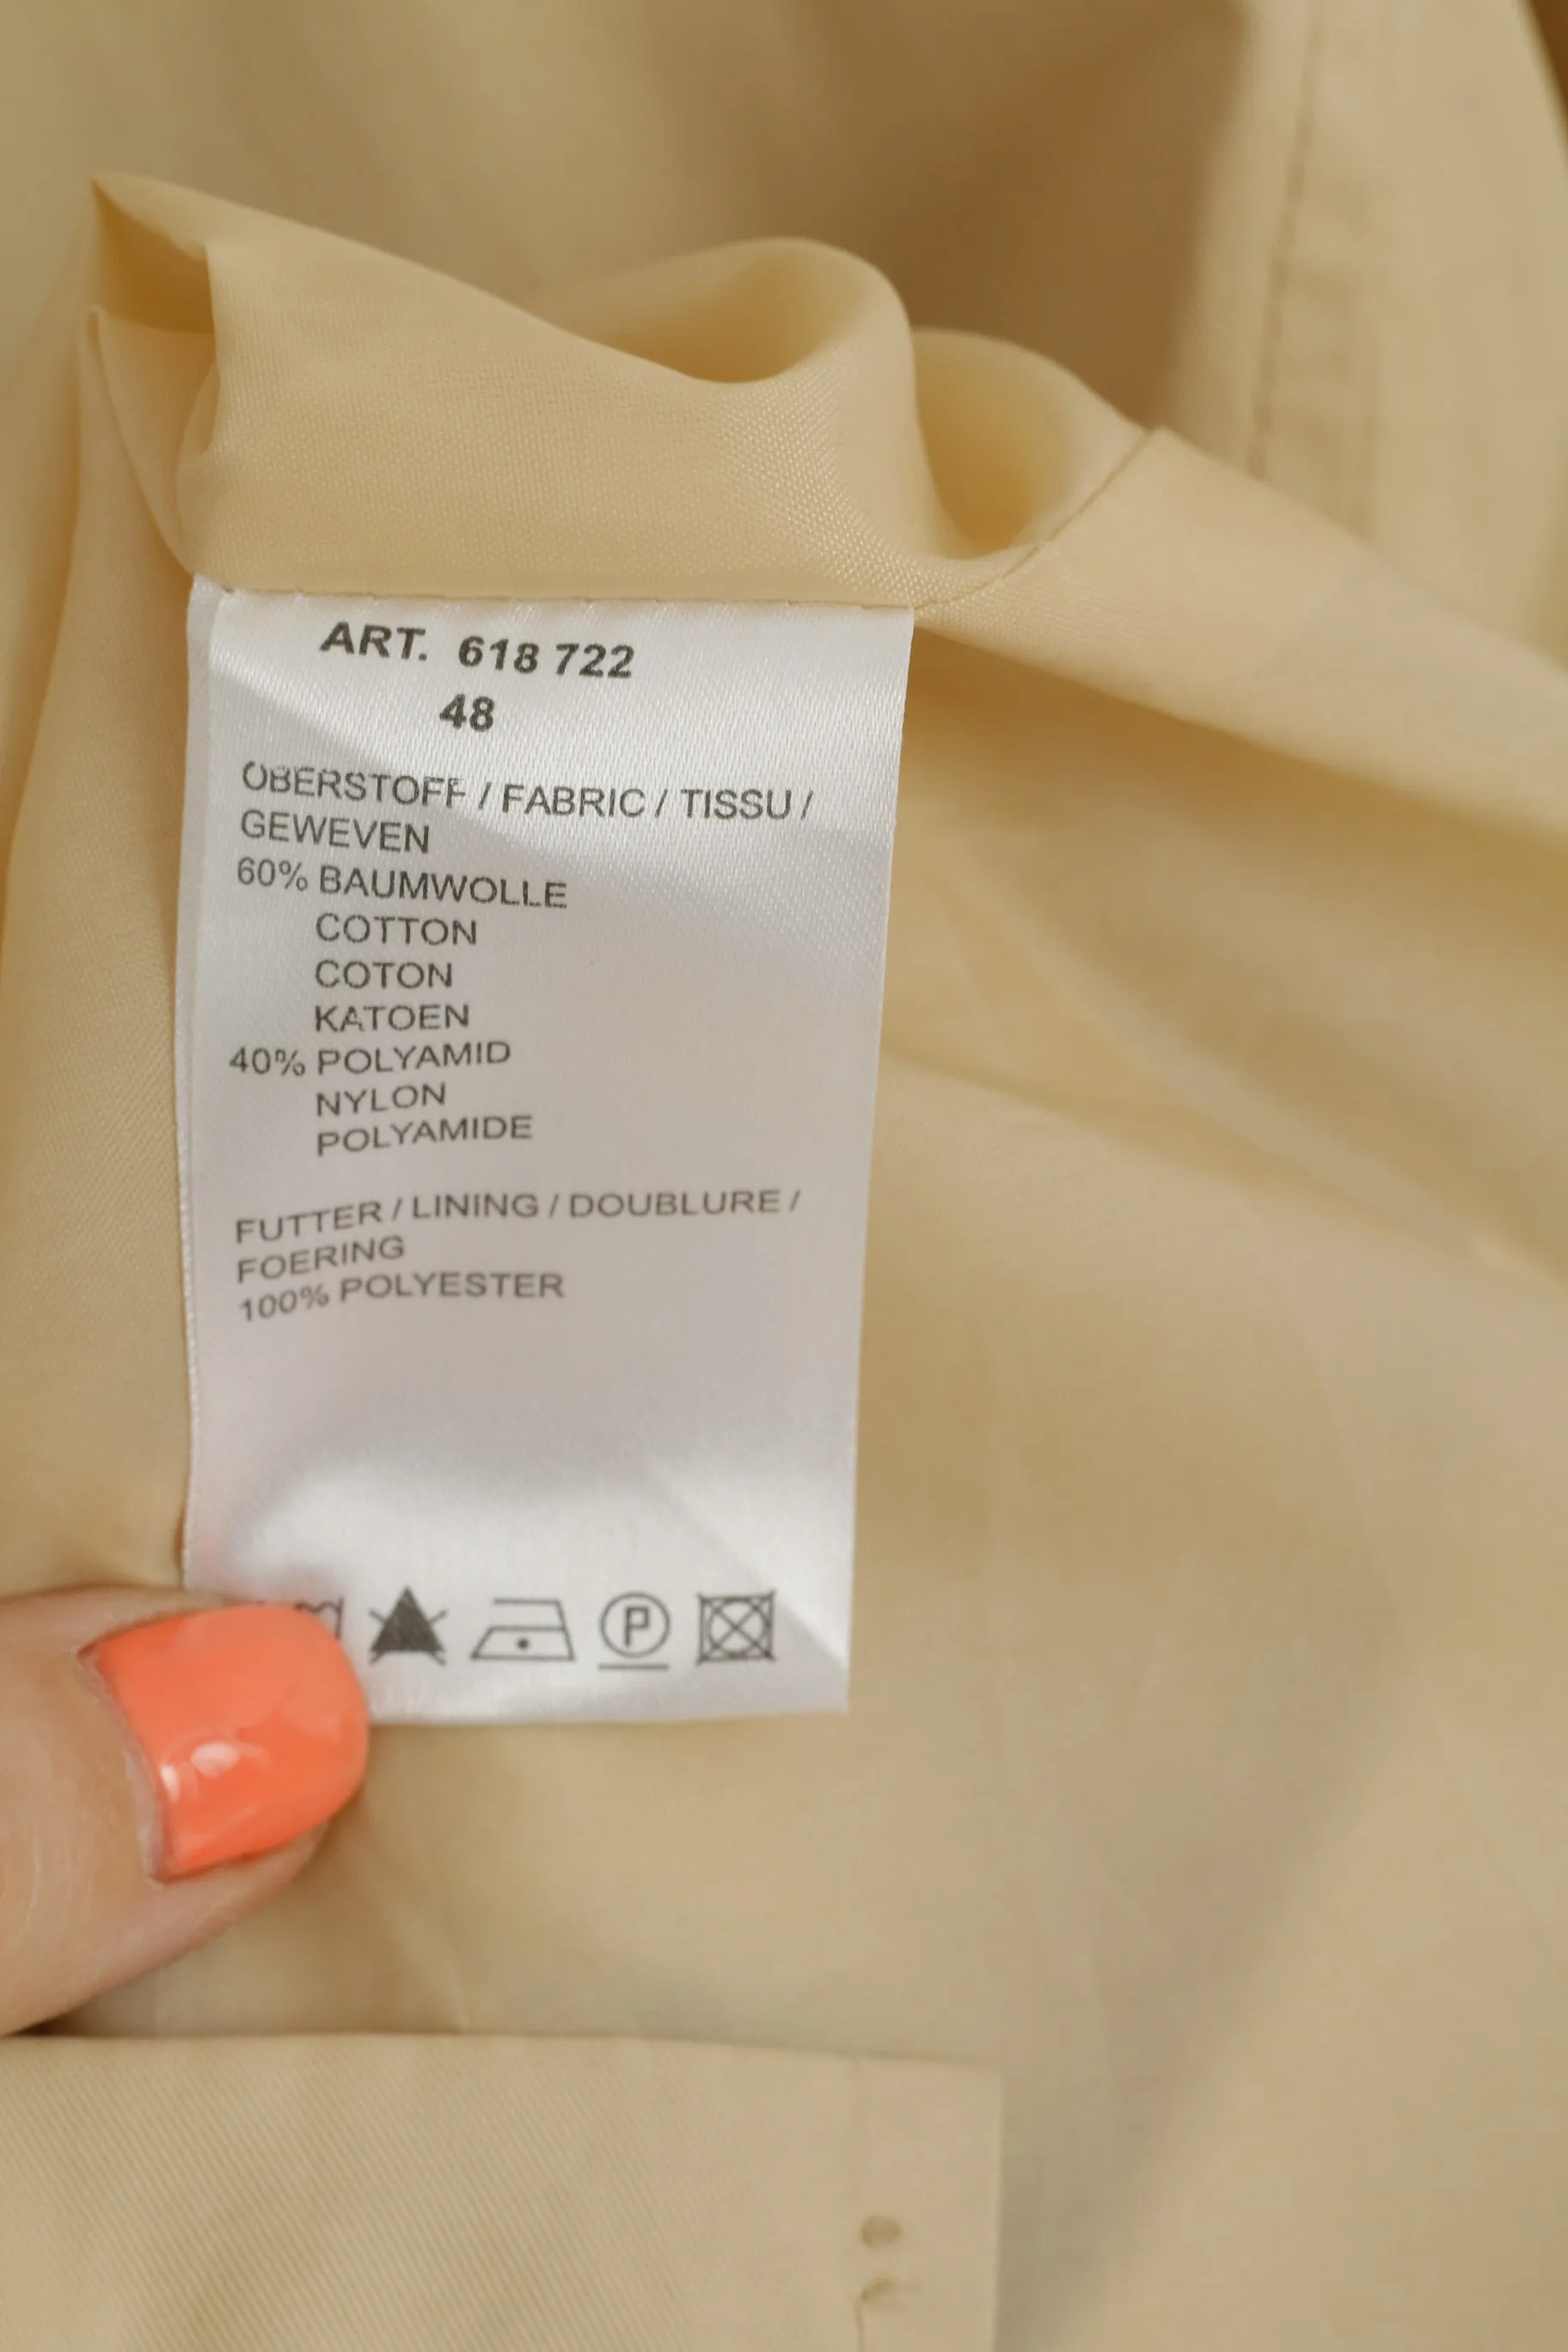 ART. 618 722
48
OBERSTOFF / FABRIC / TISSU /
GEWEVEN
60% BAUMWOLLE
COTTON
COTON
KATOEN
40% POLYAMID
NYLON
POLYAMIDE
FUTTER / LINING / DOUBLURE /
FOERING
100% POLYESTER
P